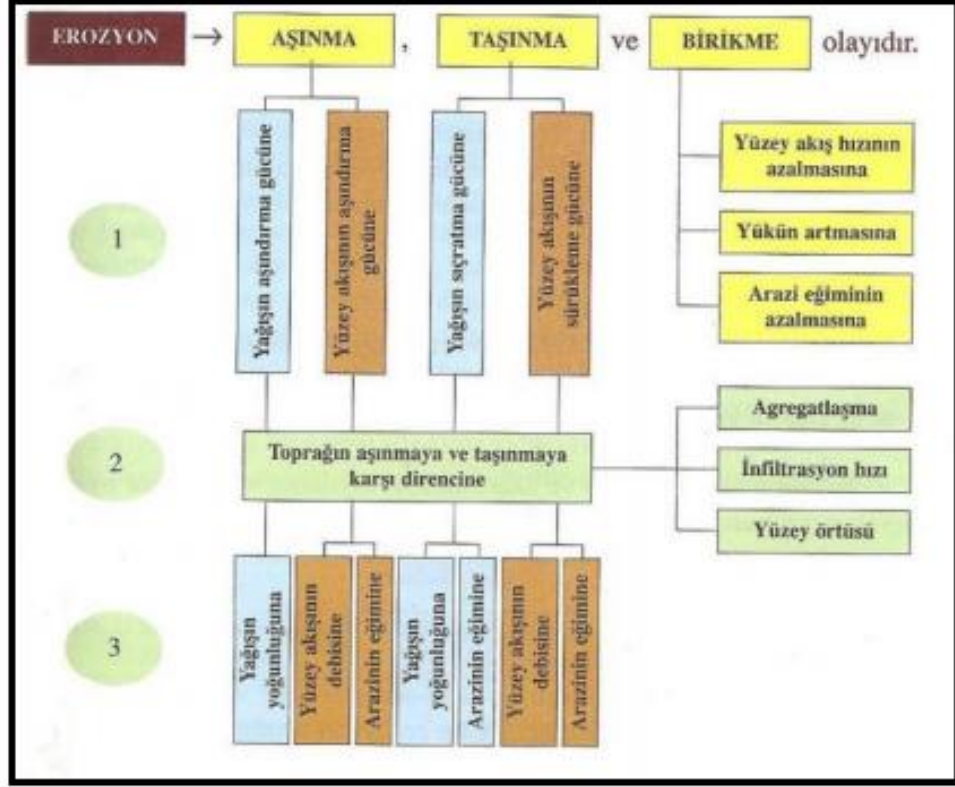 EROZYON → AŞINMA , TAŞINMA ve BİRİKME olayıdır.
1
Yağışın aşındırma gücüne
Yüzey akışının aşındırma
gücüne
Yağışın sıçratma gücüne
Yüzey akışının
sürükleme gücüne
Yüzey akış hızının
azalmasına
Yükün artmasına
Arazi eğiminin
azalmasına
2
Toprağın aşınmaya ve taşınmaya
karşı direncine
Agregatlaşma
İnfiltrasyon hızı
Yüzey örtüsü
3
Yağışın
yoğunluğuna
Yüzey akışının
debisine
Arazinin eğimine
Yağışın
yoğunluğuna
Arazinin eğimine
Yüzey akışının
debisine
Arazinin eğimine